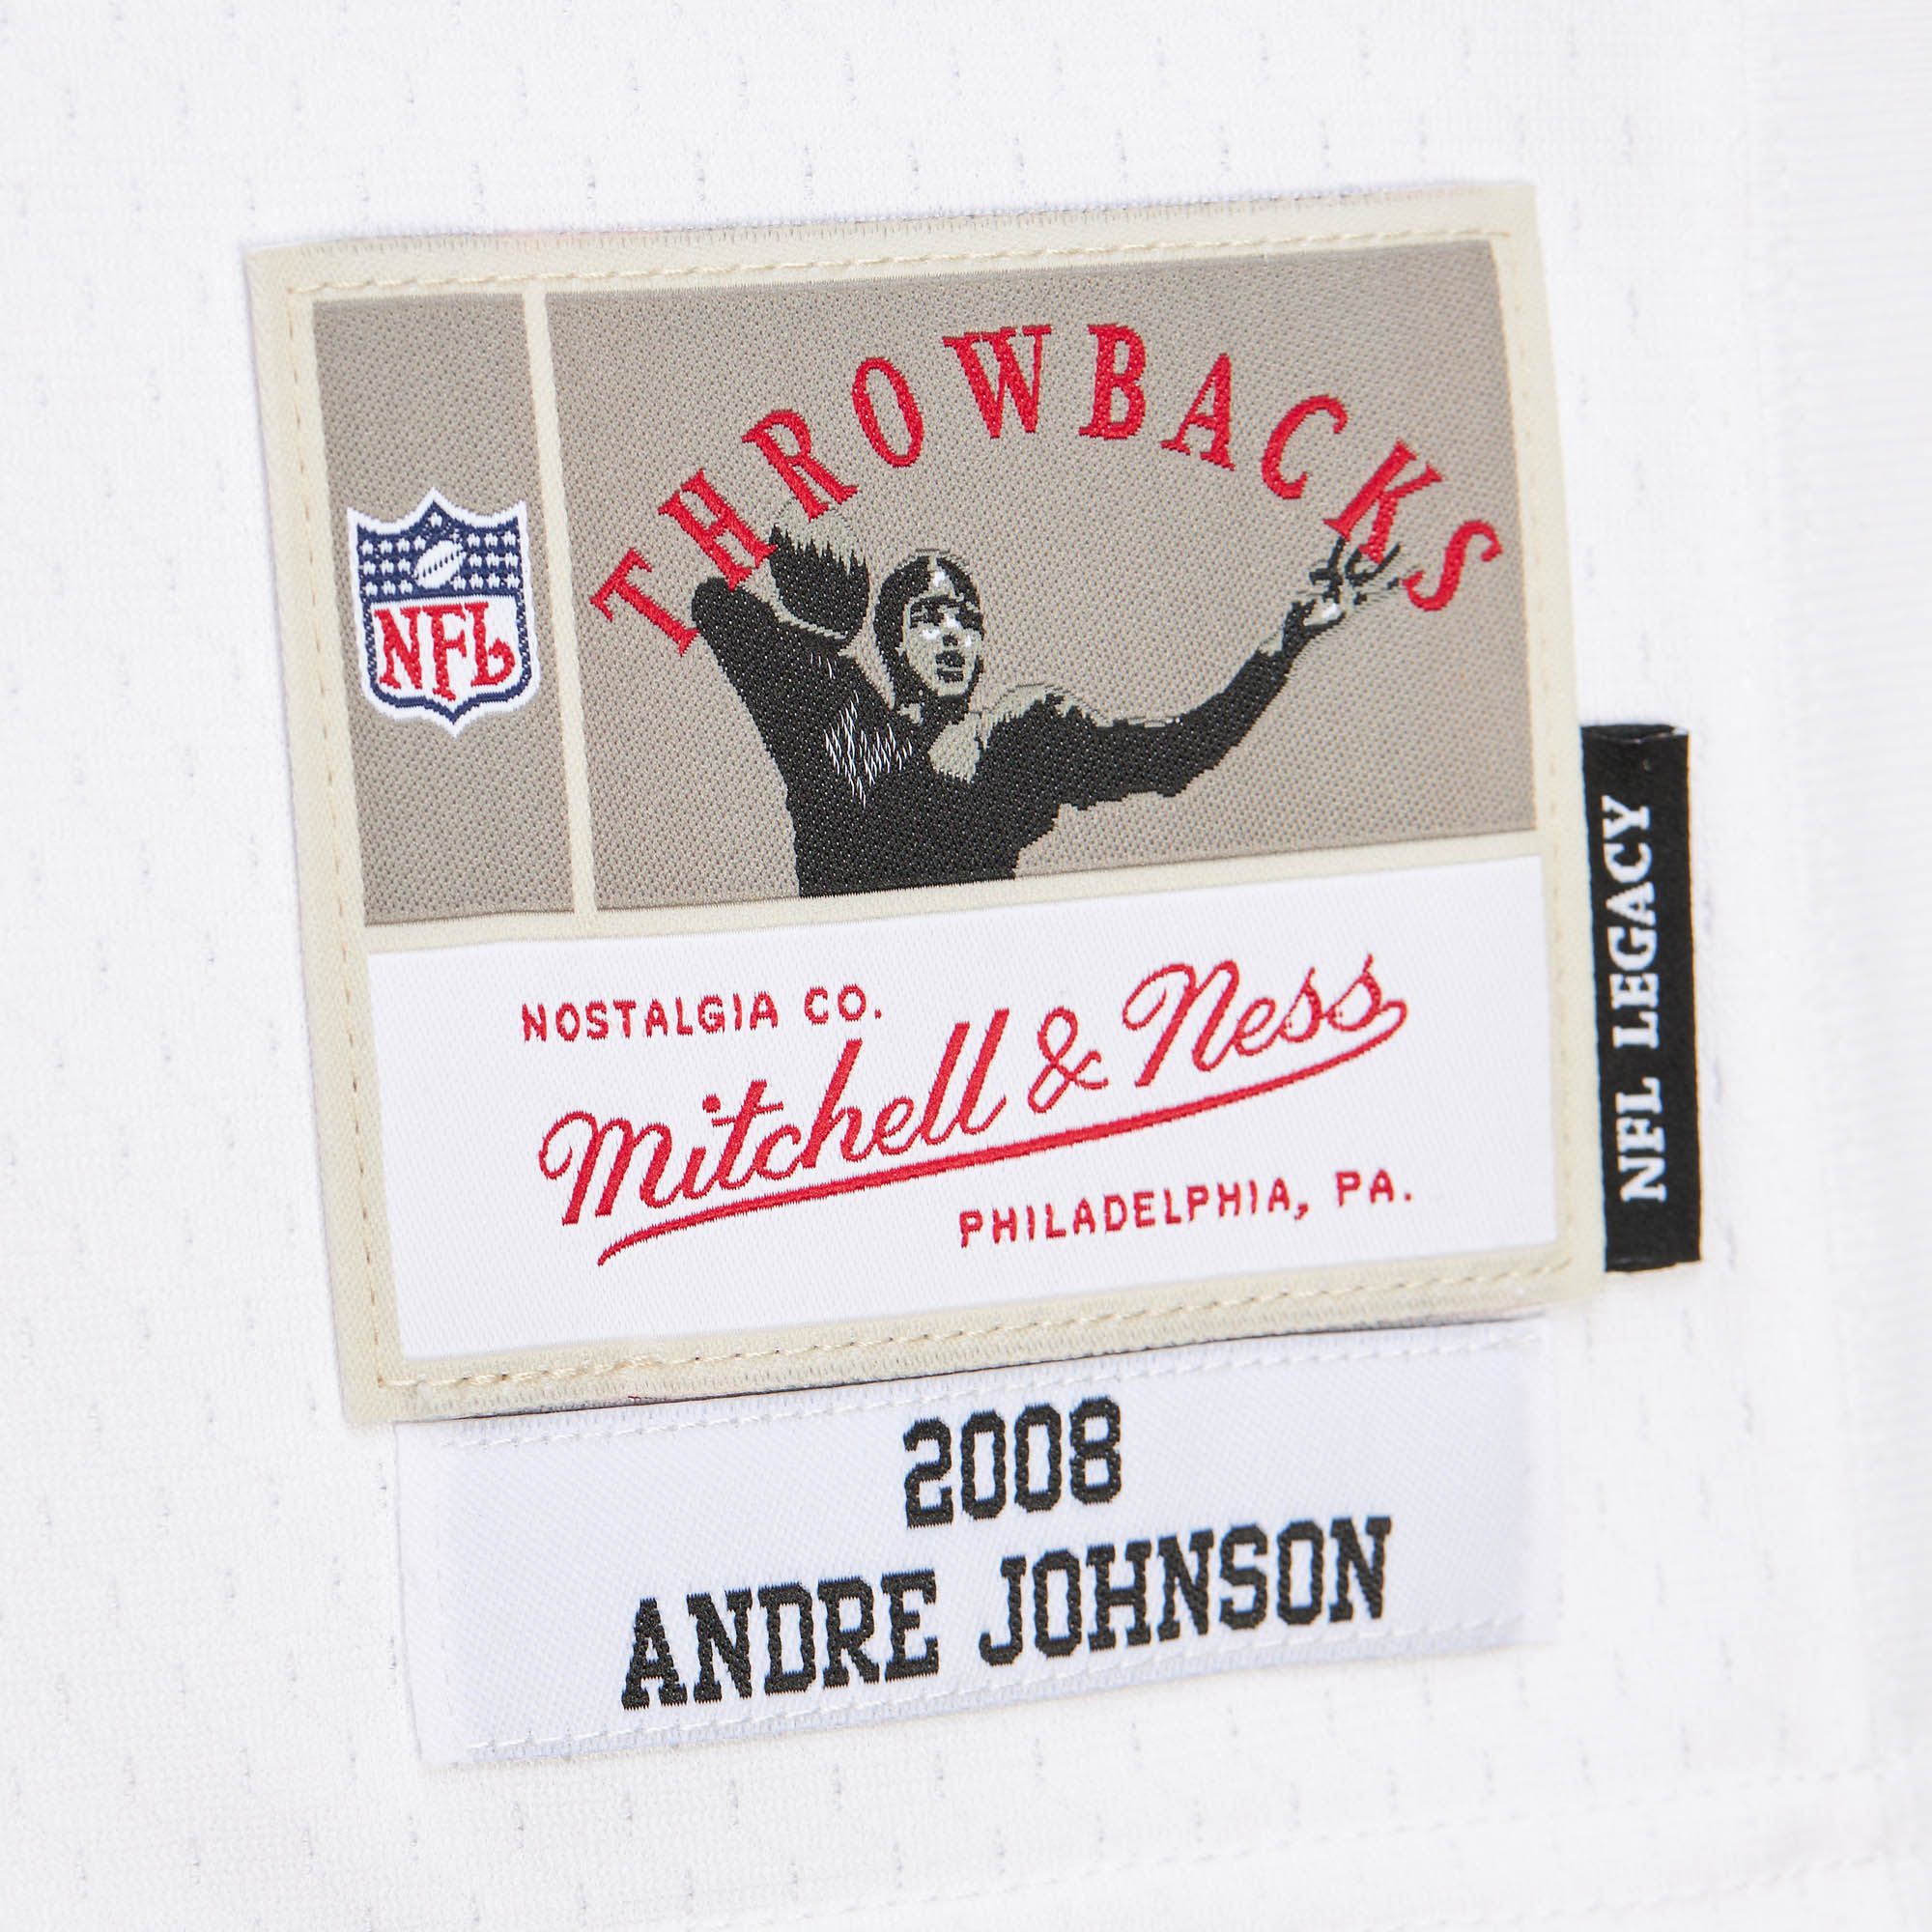 THROWBACKS
NFL
NOSTALGIA CO.
Mitchell & Ness
PHILADELPHIA, PA.
NFL LEGACY
2008
ANDRE JOHNSON